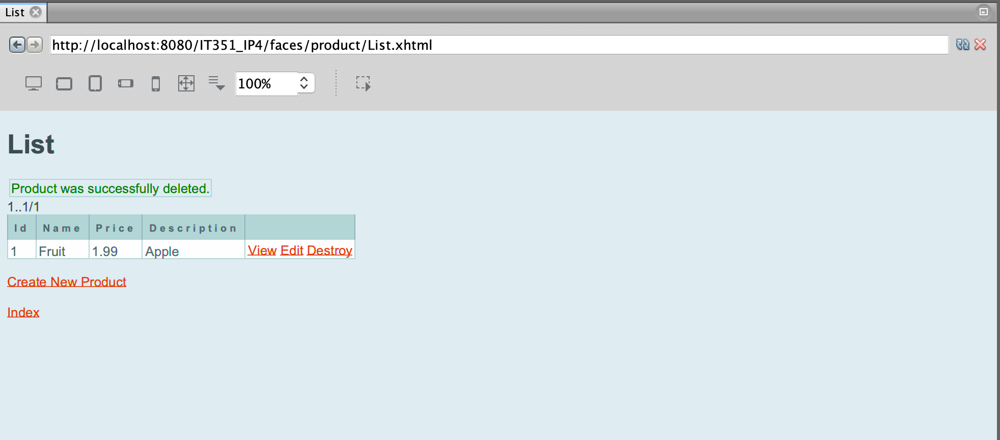 List
http://localhost:8080/IT351_IP4/faces/product/List.xhtml
100%
List
Product was successfully deleted.
1..1/1
Id Name Price Description
1 Fruit 1.99 Apple View Edit Destroy
Create New Product
Index